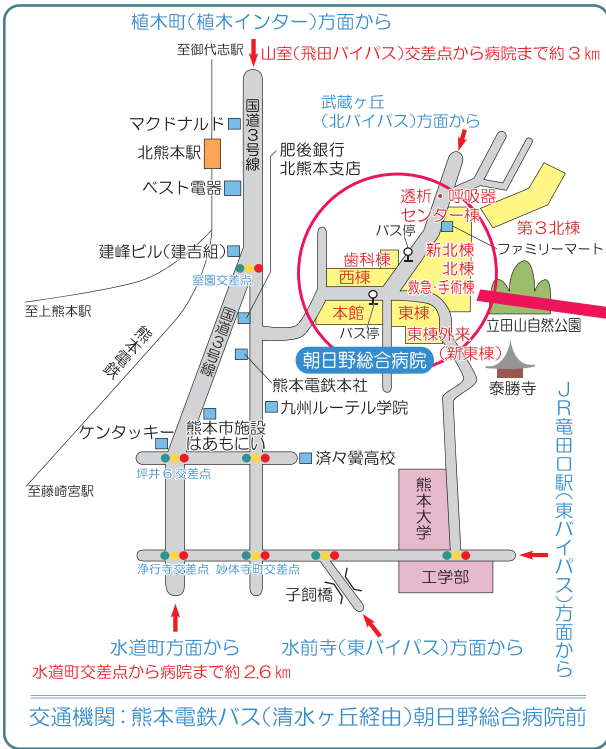 植木町(植木インター)方面から
至御代志駅
山室(飛田バイパス)交差点から病院まで約3km
武蔵ヶ丘
(北バイパス)方面から
国道3号線
マクドナルド
北熊本駅
肥後銀行
北熊本支店
ベスト電器
透析・呼吸器
センター棟
第3北棟
バス停
ファミリーマート
建峰ビル(建吉組)
新北棟
歯科棟
北棟
室園交差点
西棟
救急・手術棟
至上熊本駅
国道3号線
本館
東棟
立田山自然公園
バス停
東棟外来
(新東棟)
熊本電鉄
朝日野総合病院
泰勝寺
熊本電鉄本社
九州ルーテル学院
ケンタッキー
熊本市施設
はあもにい
済々黌高校
坪井6交差点
JR竜田口駅(東バイパス)方面から
至藤崎宮駅
熊本大学
浄行寺交差点
妙体寺町交差点
工学部
子飼橋
水道町方面から
水前寺(東バイパス)方面から
水道町交差点から病院まで約2.6km
交通機関:熊本電鉄バス(清水ヶ丘経由)朝日野総合病院前